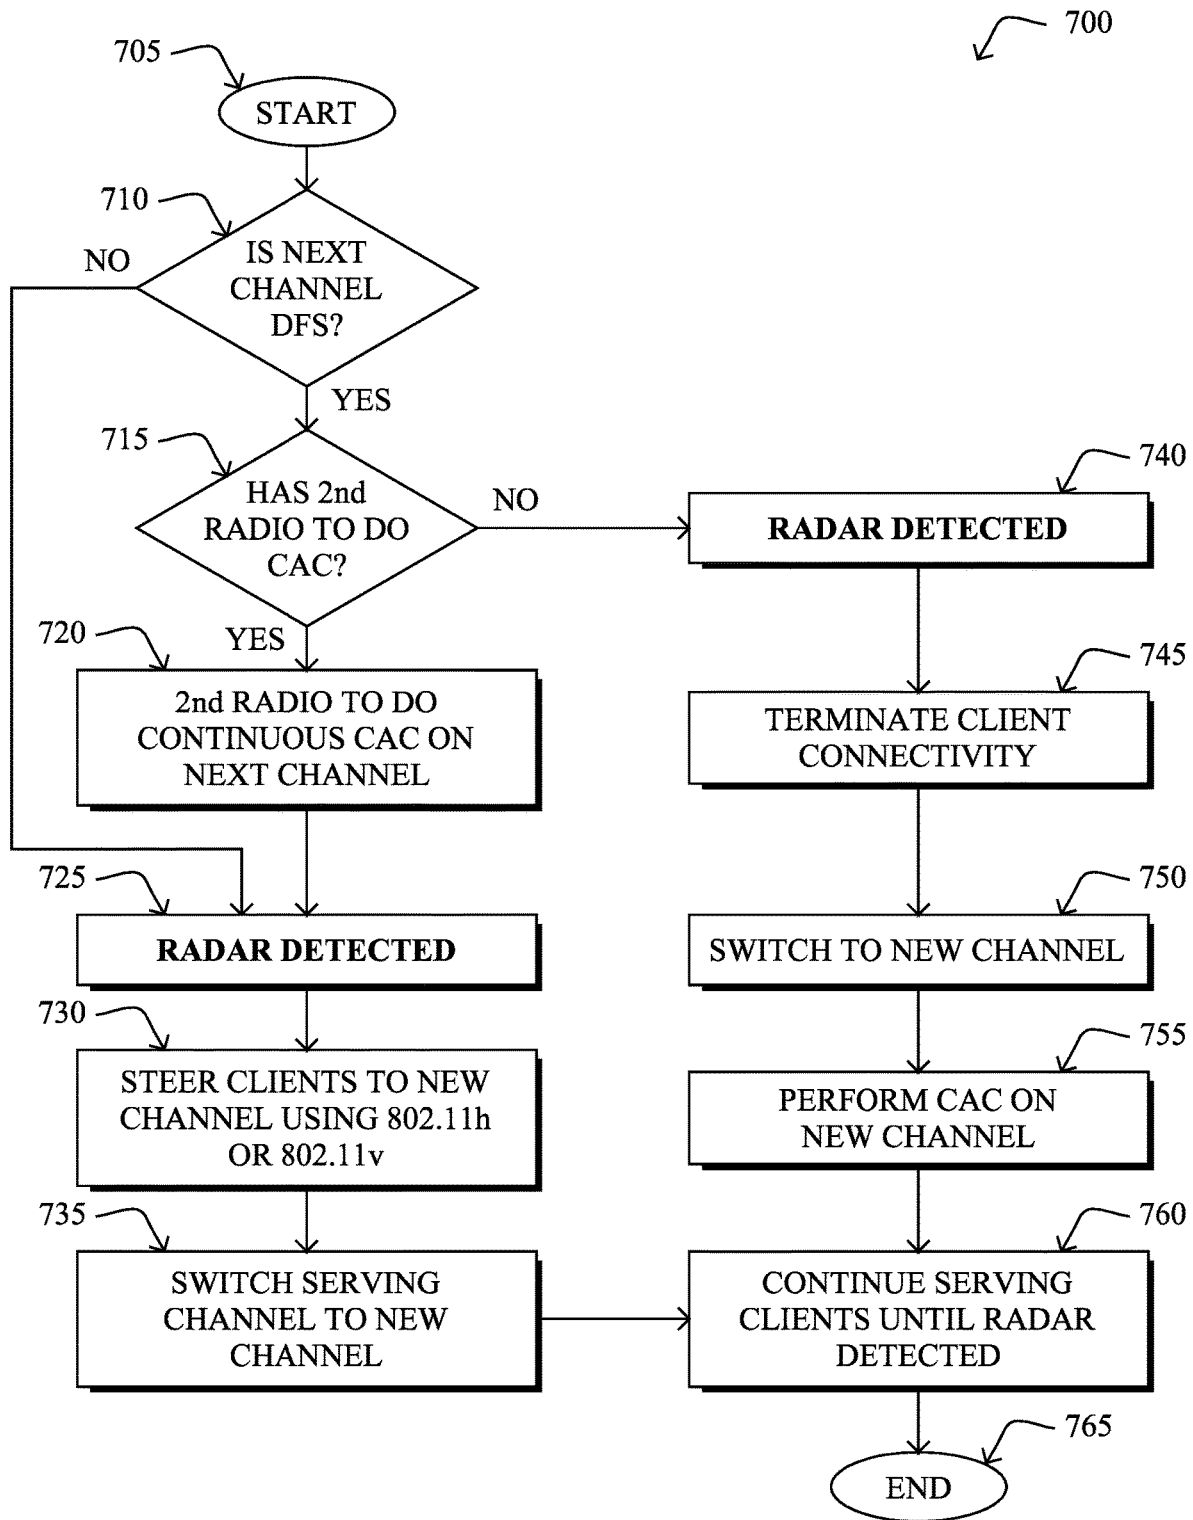 700
705
START
710
IS NEXT
CHANNEL
DFS?
NO
YES
715
HAS 2nd
RADIO TO DO
CAC?
NO
YES
720
2nd RADIO TO DO
CONTINUOUS CAC ON
NEXT CHANNEL
725
RADAR DETECTED
730
STEER CLIENTS TO NEW
CHANNEL USING 802.11h
OR 802.11v
735
SWITCH SERVING
CHANNEL TO NEW
CHANNEL
740
RADAR DETECTED
745
TERMINATE CLIENT
CONNECTIVITY
750
SWITCH TO NEW CHANNEL
755
PERFORM CAC ON
NEW CHANNEL
760
CONTINUE SERVING
CLIENTS UNTIL RADAR
DETECTED
765
END